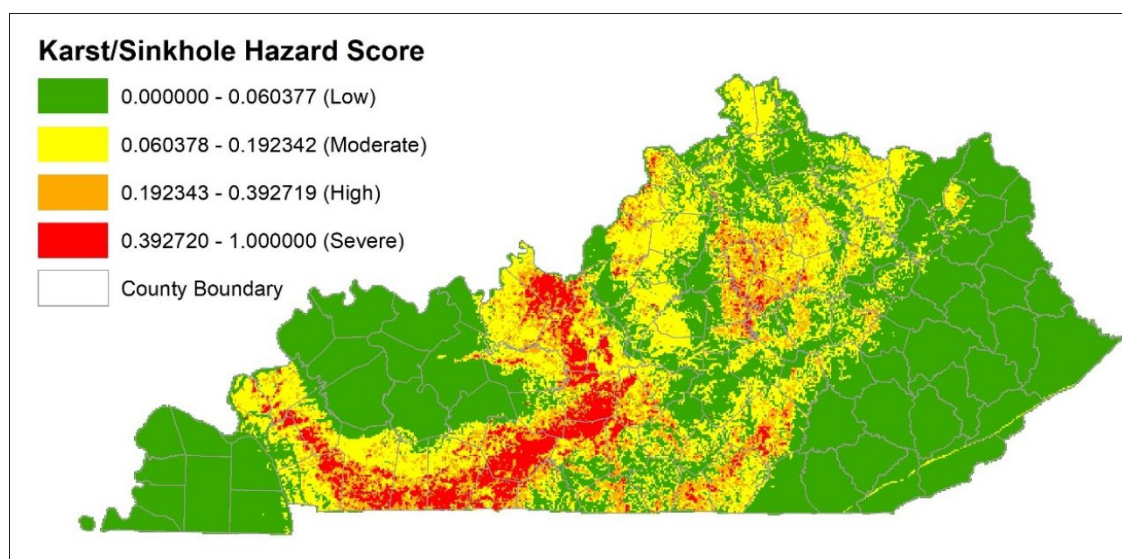 Karst/Sinkhole Hazard Score
0.000000 - 0.060377 (Low)
0.060378 - 0.192342 (Moderate)
0.192343 - 0.392719 (High)
0.392720 - 1.000000 (Severe)
County Boundary